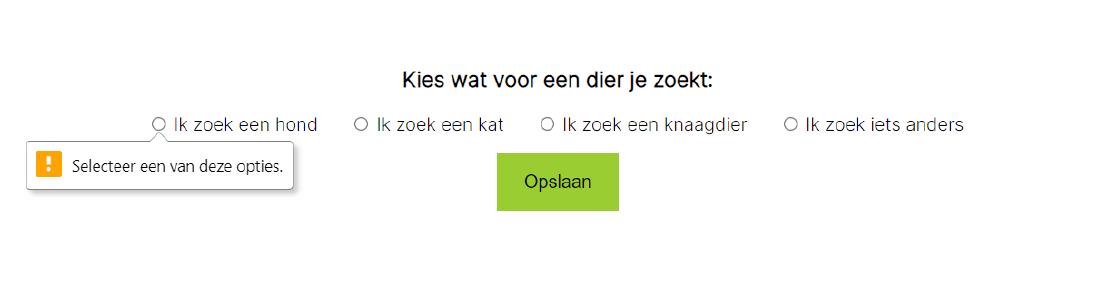 Kies wat voor een dier je zoekt:
Ik zoek een hond Ik zoek een kat Ik zoek een knaagdier Ik zoek iets anders
Selecteer een van deze opties.
Opslaan